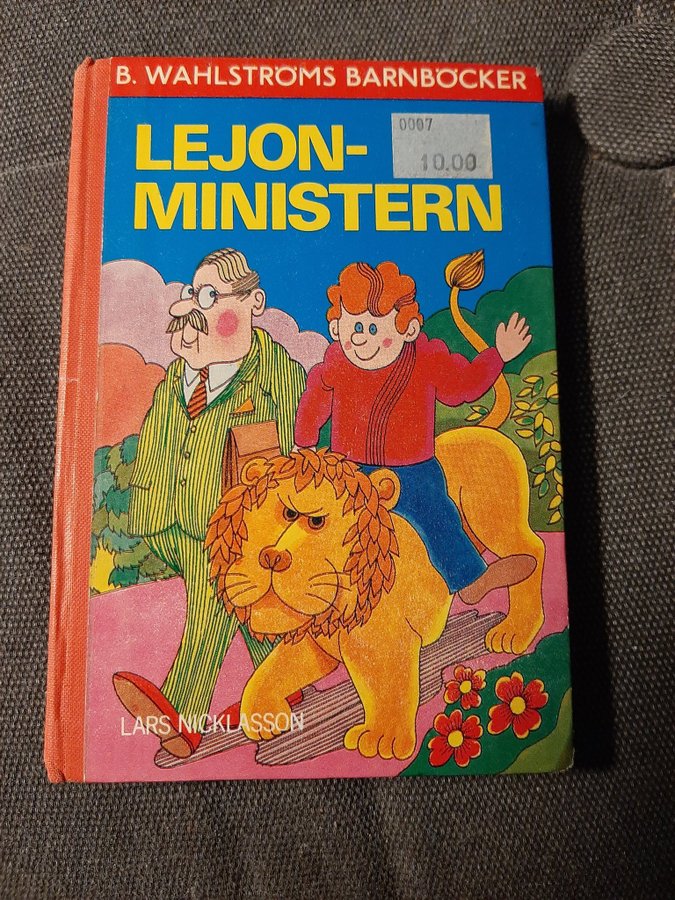 B. WAHLSTRÖMS BARNBÖCKER
0007
10.00
LEJON-
MINISTERN
LARS NICKLASSON